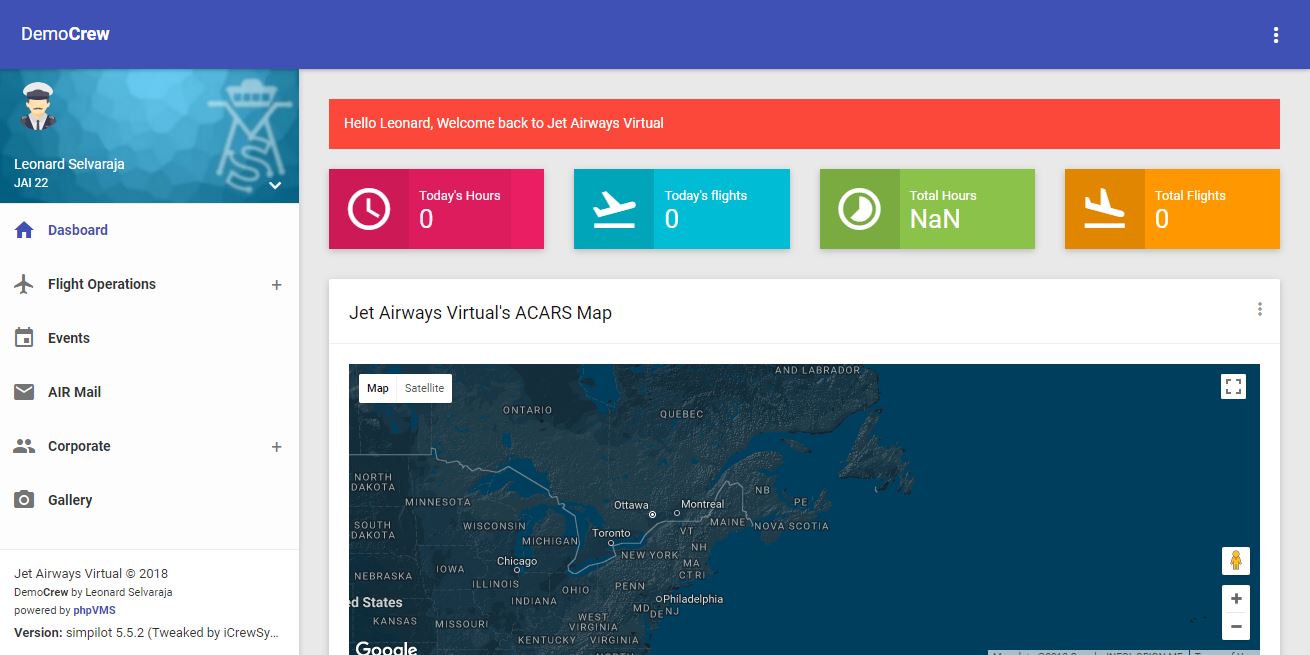 DemoCrew
Leonard Selvaraja
JAI 22
Dasboard
Flight Operations +
Events
AIR Mail
Corporate +
Gallery
Jet Airways Virtual © 2018
DemoCrew by Leonard Selvaraja
powered by phpVMS
Version: simpilot 5.5.2 (Tweaked by iCrewSy...
Hello Leonard, Welcome back to Jet Airways Virtual
Today's Hours
0
Today's flights
0
Total Hours
NaN
Total Flights
0
Jet Airways Virtual's ACARS Map
Map Satellite
AND LABRADOR
ONTARIO
QUEBEC
NORTH
DAKOTA
MINNESOTA
NB
PE
Ottawa
Montreal
SOUTH
DAKOTA
WISCONSIN
MAINE
NOVA SCOTIA
Toronto
VT
MICHIGAN
NH
NEW YORK
Chicago
MA
CT RI
NEBRASKA
IOWA
ILLINOIS
OHIO
PENN
INDIANA
Philadelphia
ed States
MD
DE NJ
KANSAS
MISSOURI
WEST
VIRGINIA
KENTUCKY
VIRGINIA
Google
+
−